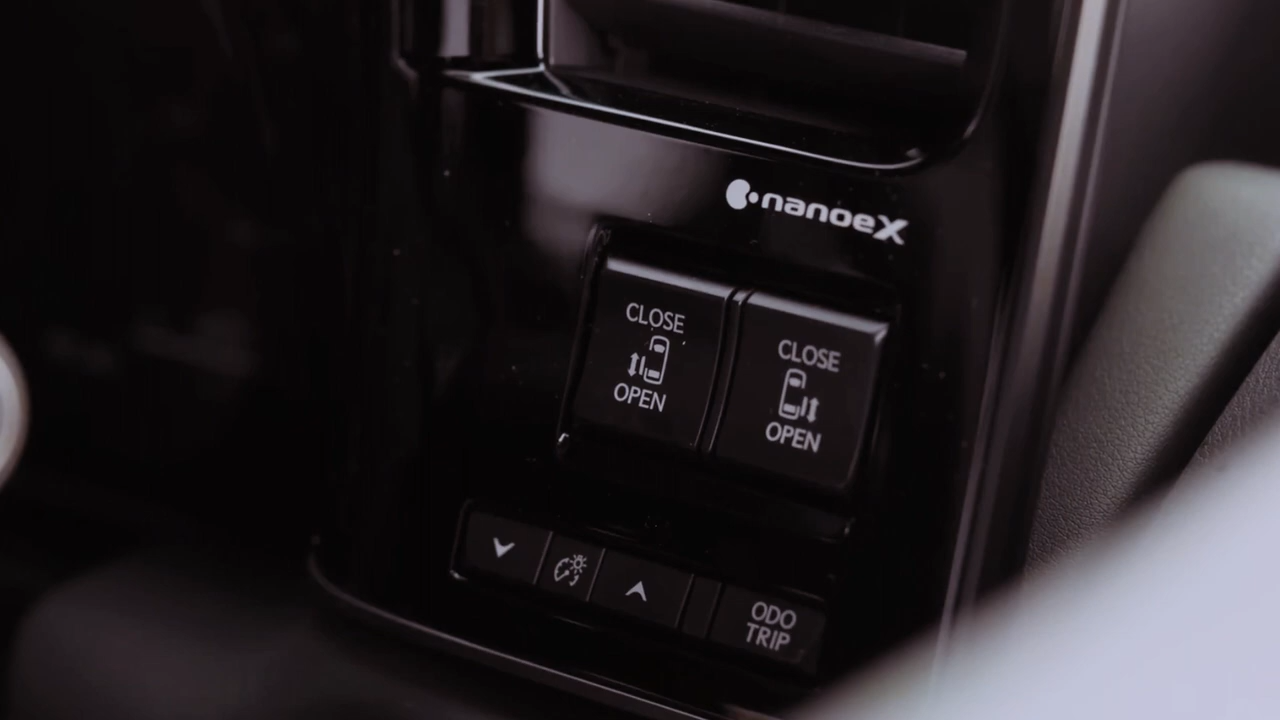 nanoeX
CLOSE
OPEN
CLOSE
OPEN
ODO
TRIP